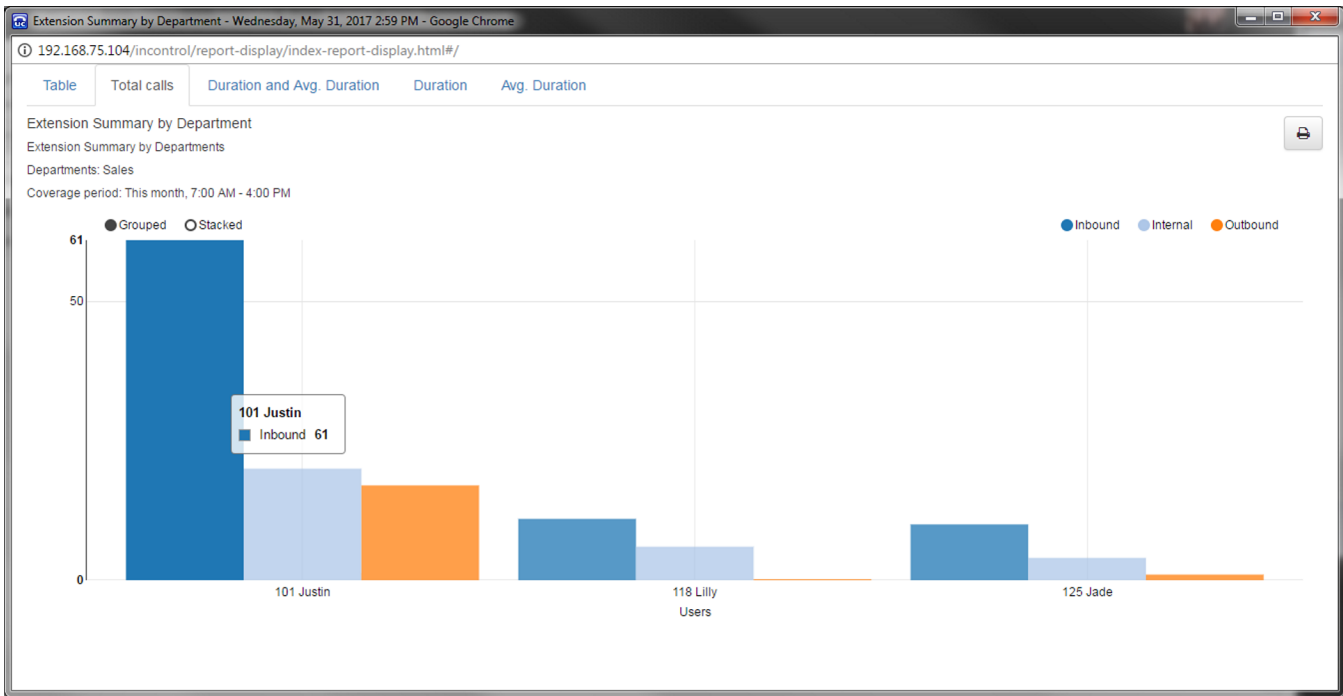 Extension Summary by Department - Wednesday, May 31, 2017 2:59 PM - Google Chrome
192.168.75.104/incontrol/report-display/index-report-display.html#/
Table Total calls Duration and Avg. Duration Duration Avg. Duration
Extension Summary by Department
Extension Summary by Departments
Departments: Sales
Coverage period: This month, 7:00 AM - 4:00 PM
Grouped Stacked Inbound Internal Outbound
61
50
101 Justin
Inbound 61
0
101 Justin 118 Lilly 125 Jade
Users